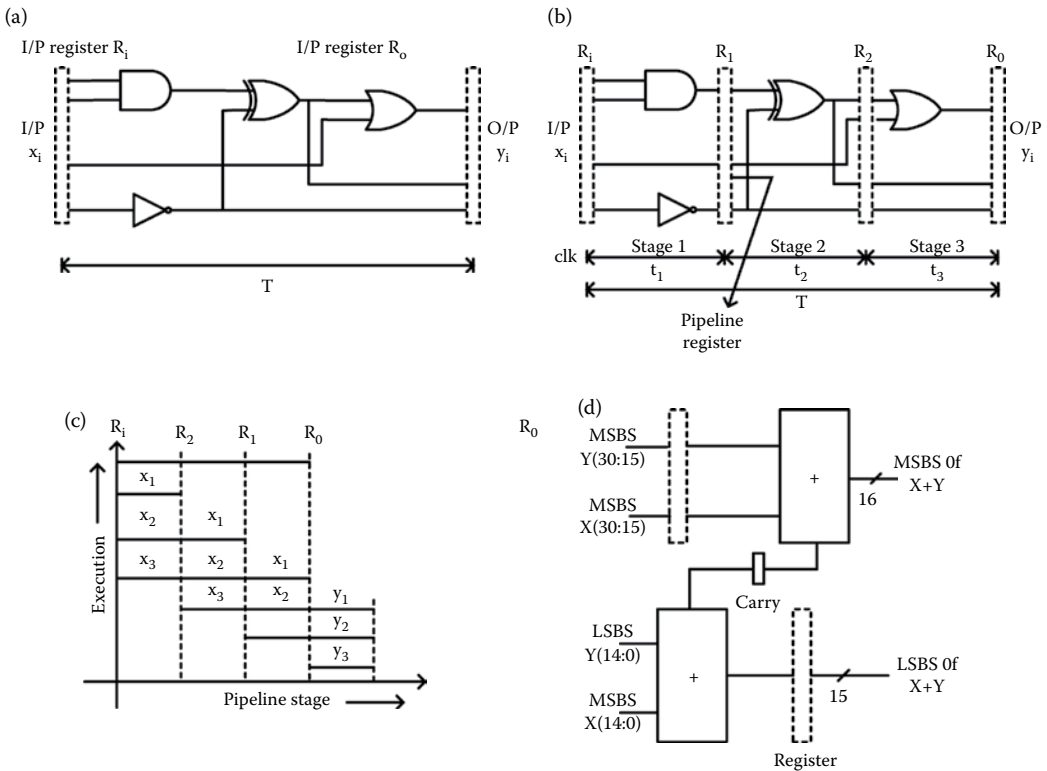 (a)
I/P register Ri
I/P register Ro
I/P
xi
O/P
yi
T
(b)
Ri
R1
R2
R0
I/P
xi
O/P
yi
clk
Stage 1
Stage 2
Stage 3
t1
t2
t3
T
Pipeline
register
(c)
Ri
R2
R1
R0
Execution
x1
x2
x1
x3
x2
x1
x3
x2
y1
y2
y3
Pipeline stage
R0
(d)
MSBS
Y(30:15)
MSBS
X(30:15)
+
16
MSBS 0f
X+Y
Carry
LSBS
Y(14:0)
MSBS
X(14:0)
+
15
LSBS 0f
X+Y
Register